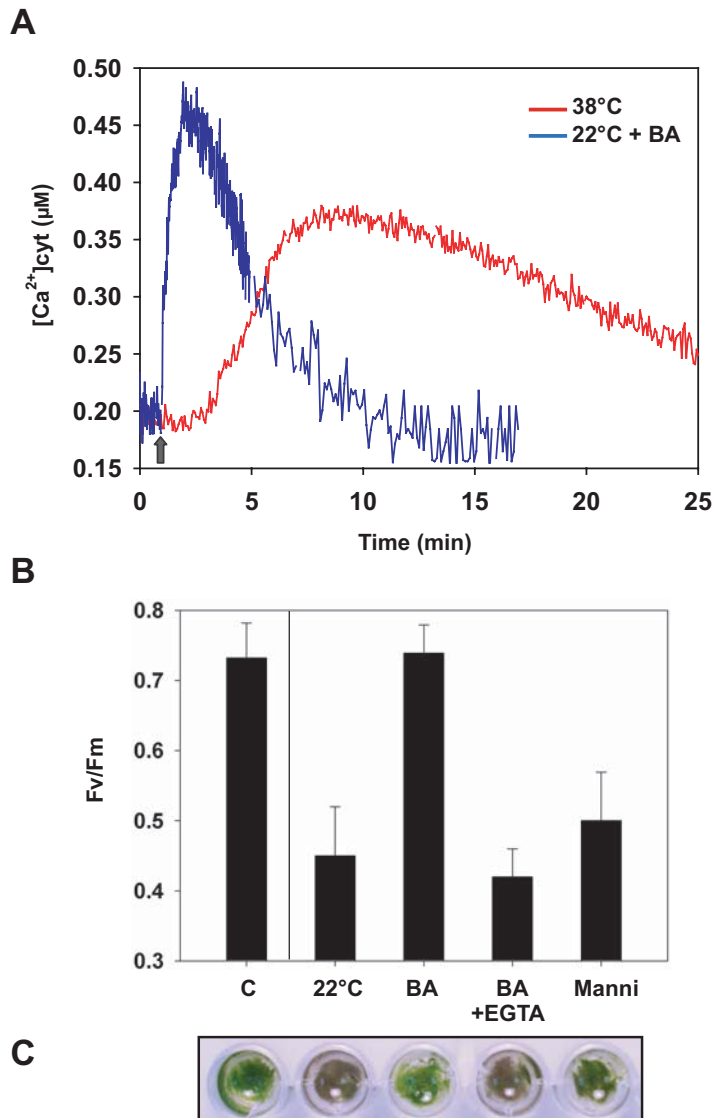 A
0.50
0.45
0.40
0.35
0.30
0.25
0.20
0.15
[Ca²⁺]cyt (µM)
38°C
22°C + BA
0 5 10 15 20 25
Time (min)
B
0.8
0.7
0.6
0.5
0.4
0.3
Fv/Fm
C 22°C BA BA Manni
+EGTA
C